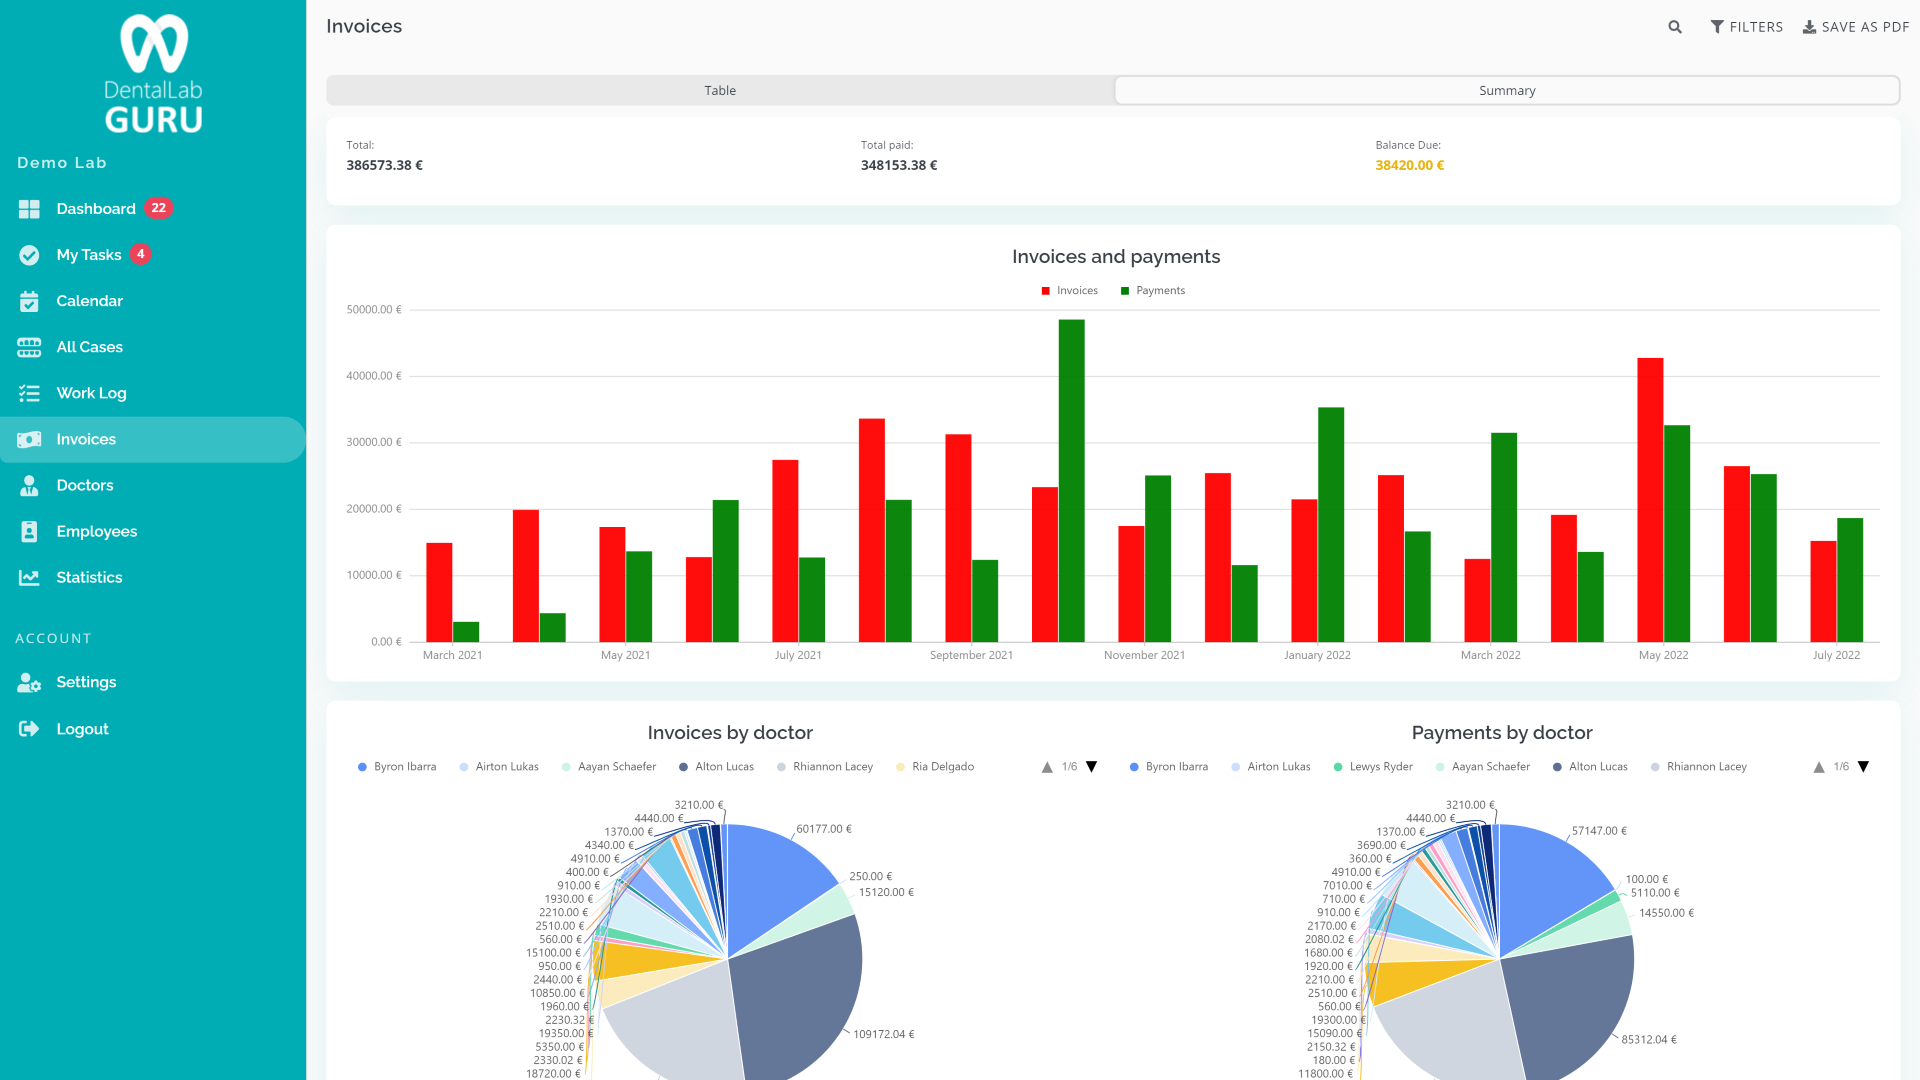 DentalLab
GURU
Demo Lab
Dashboard 22
My Tasks 4
Calendar
All Cases
Work Log
Invoices
Doctors
Employees
Statistics
ACCOUNT
Settings
Logout
Invoices
FILTERS SAVE AS PDF
Table Summary
Total: Total paid: Balance Due:
386573.38 € 348153.38 € 38420.00 €
Invoices and payments
Invoices Payments
50000.00 €
40000.00 €
30000.00 €
20000.00 €
10000.00 €
0.00 €
March 2021 May 2021 July 2021 September 2021 November 2021 January 2022 March 2022 May 2022 July 2022
Invoices by doctor
Byron Ibarra Airton Lukas Aayan Schaefer Alton Lucas Rhiannon Lacey Ria Delgado 1/6
3210.00 €
4440.00 €
1370.00 €
4340.00 €
4910.00 €
400.00 €
910.00 €
1930.00 €
2210.00 €
2510.00 €
560.00 €
15100.00 €
950.00 €
2440.00 €
10850.00 €
1960.00 €
2230.32 €
19350.00 €
5350.00 €
2330.02 €
18720.00 €
60177.00 €
250.00 €
15120.00 €
109172.04 €
Payments by doctor
Byron Ibarra Airton Lukas Lewys Ryder Aayan Schaefer Alton Lucas Rhiannon Lacey 1/6
3210.00 €
4440.00 €
1370.00 €
3690.00 €
360.00 €
4910.00 €
7010.00 €
710.00 €
910.00 €
2170.00 €
2080.02 €
1680.00 €
1920.00 €
2210.00 €
2510.00 €
560.00 €
19300.00 €
15090.00 €
2150.32 €
180.00 €
11800.00 €
57147.00 €
100.00 €
5110.00 €
14550.00 €
85312.04 €